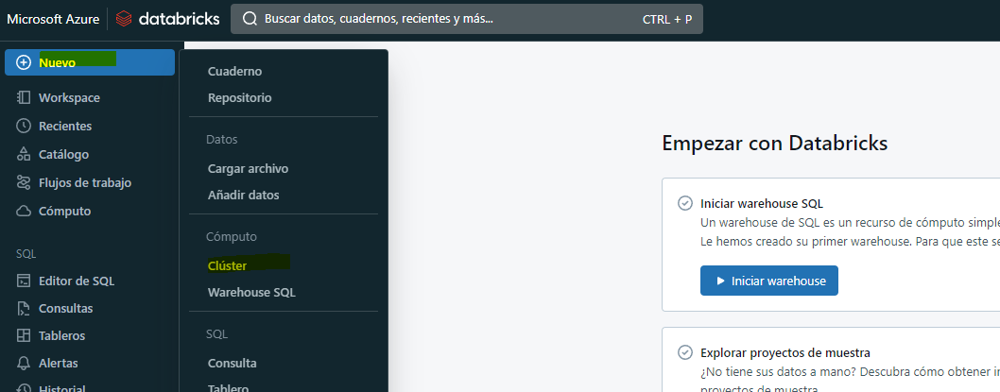 Microsoft Azure databricks Buscar datos, cuadernos, recientes y más... CTRL + P
Nuevo
Workspace
Recientes
Catálogo
Flujos de trabajo
Cómputo
SQL
Editor de SQL
Consultas
Tableros
Alertas
Historial
Cuaderno
Repositorio
Datos
Cargar archivo
Añadir datos
Cómputo
Clúster
Warehouse SQL
SQL
Consulta
Tablero
Empezar con Databricks
Iniciar warehouse SQL
Un warehouse de SQL es un recurso de cómputo simple
Le hemos creado su primer warehouse. Para que este se
Iniciar warehouse
Explorar proyectos de muestra
¿No tiene sus datos a mano? Descubra cómo obtener in
proyectos de muestra